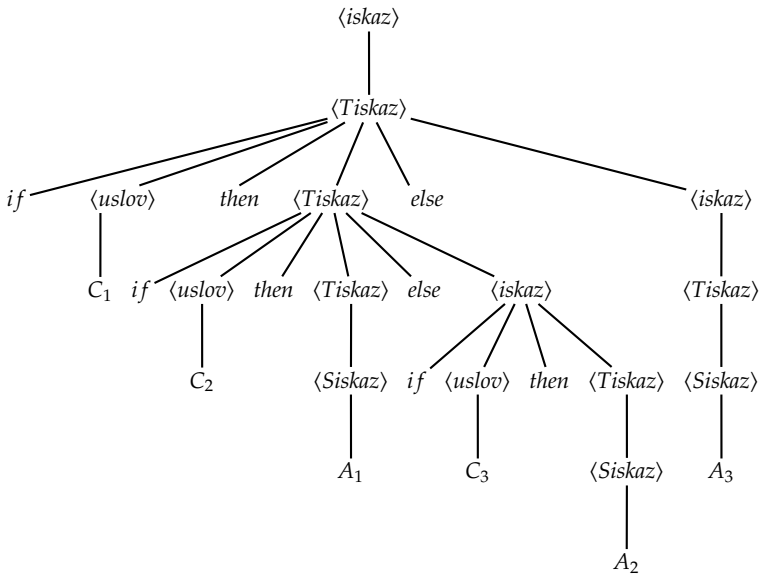 ⟨iskaz⟩
⟨Tiskaz⟩
if ⟨uslov⟩ then ⟨Tiskaz⟩ else ⟨iskaz⟩
C₁ if ⟨uslov⟩ then ⟨Tiskaz⟩ else ⟨iskaz⟩ ⟨Tiskaz⟩
C₂ ⟨Siskaz⟩ if ⟨uslov⟩ then ⟨Tiskaz⟩ ⟨Siskaz⟩
A₁ C₃ ⟨Siskaz⟩ A₃
A₂